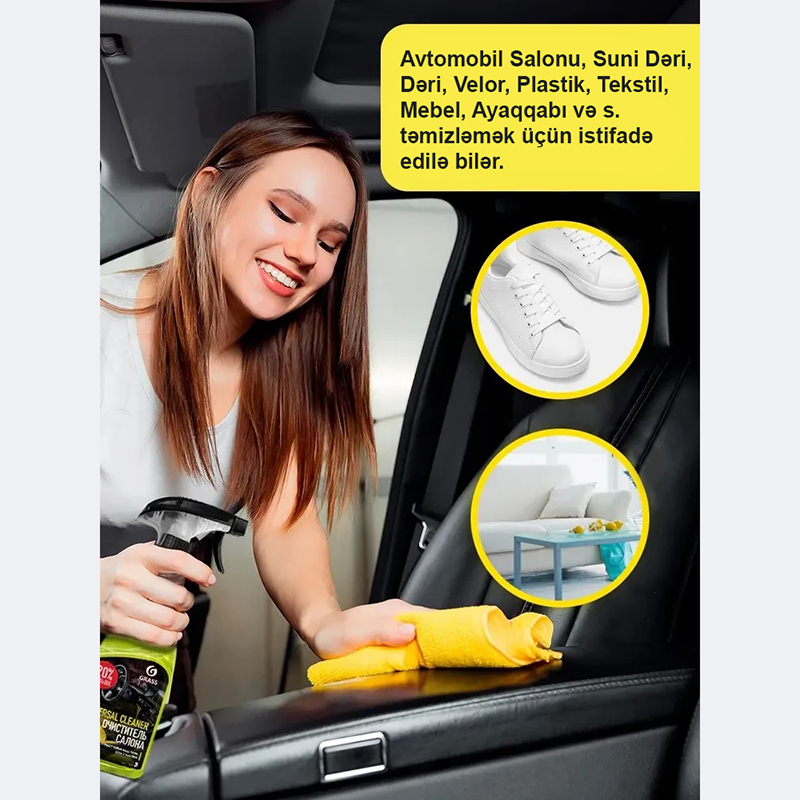 Avtomobil Salonu, Suni Dəri,
Dəri, Velor, Plastik, Tekstil,
Mebel, Ayaqqabı və s.
təmizləmək üçün istifadə
edilə bilər.
GRASS
CLEANER
ОЧИСТИТЕЛЬ
САЛОНА